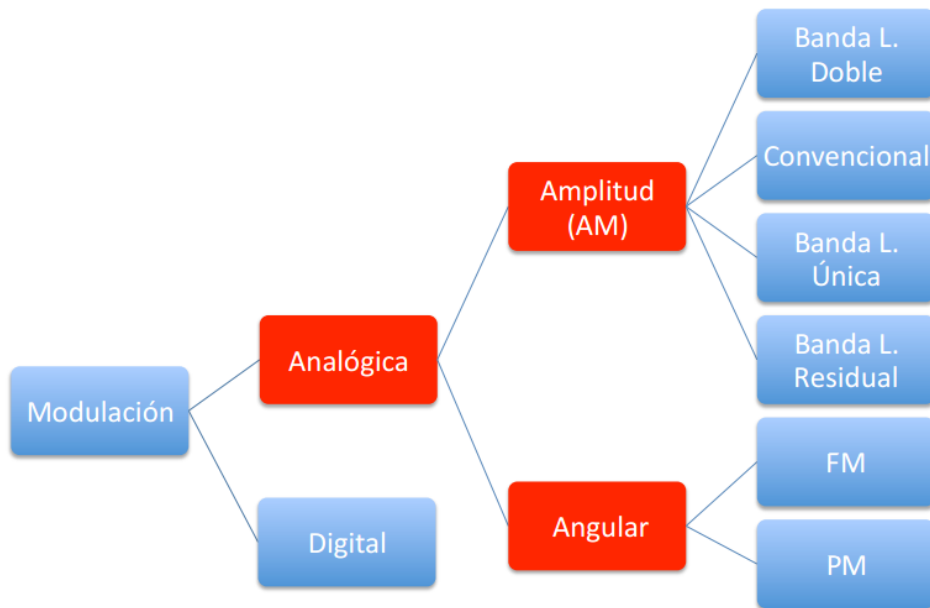 Modulación
Analógica
Digital
Amplitud
(AM)
Angular
Banda L.
Doble
Convencional
Banda L.
Única
Banda L.
Residual
FM
PM